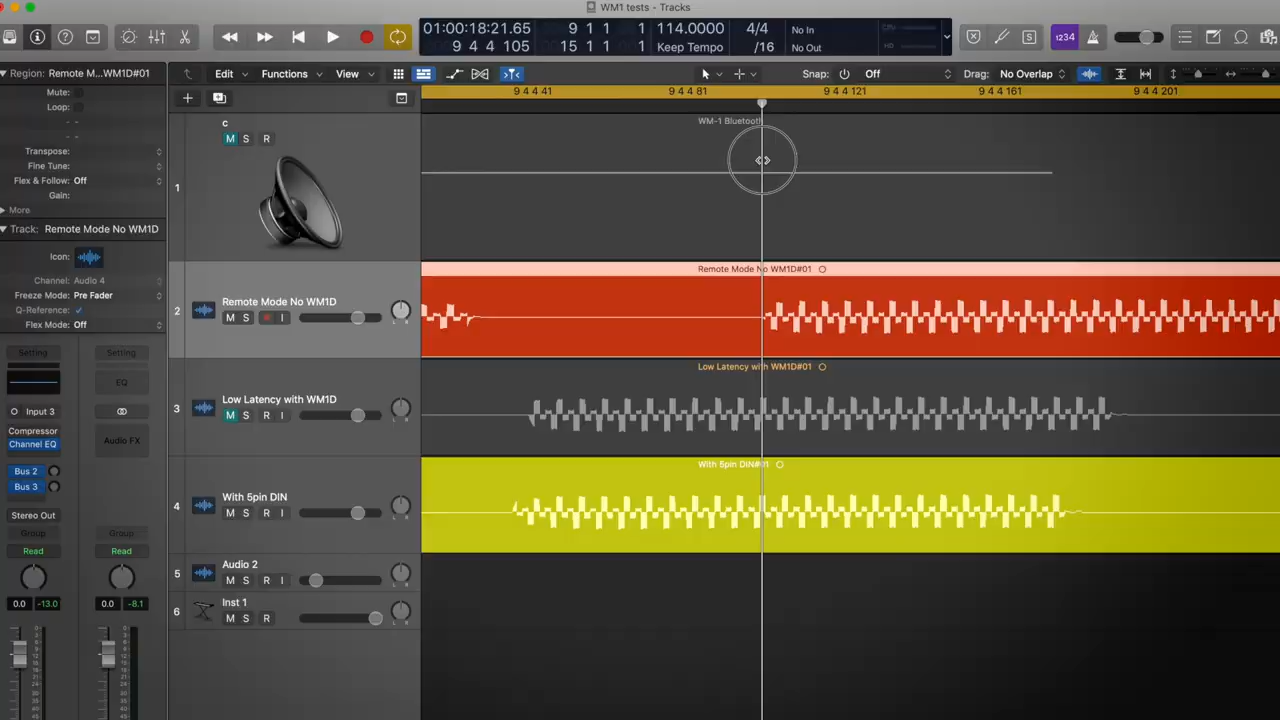 WM1 tests - Tracks
01:00:18:21.65
9 4 4 105
9 1 1 1
15 1 1 1
114.0000
Keep Tempo
4/4
/16
No In
No Out
1234
Region: Remote M...WM1D#01
Edit
Functions
View
Snap: Off
Drag: No Overlap
Mute:
Loop:
Transpose:
Fine Tune:
Flex & Follow: Off
Gain:
More
Track: Remote Mode No WM1D
Icon:
Channel: Audio 4
Freeze Mode: Pre Fader
Q-Reference:
Flex Mode: Off
Setting
Setting
EQ
Input 3
Compressor
Channel EQ
Audio FX
Bus 2
Bus 3
Stereo Out
Group
Group
Read
Read
0.0 -13.0
0.0 -8.1
9 4 4 41
9 4 4 81
9 4 4 121
9 4 4 161
9 4 4 201
1
c
M S R
WM-1 Bluetooth
2
Remote Mode No WM1D
M S R I
Remote Mode No WM1D#01
3
Low Latency with WM1D
M S R I
Low Latency with WM1D#01
4
With 5pin DIN
M S R I
With 5pin DIN#01
5
Audio 2
M S R I
6
Inst 1
M S R